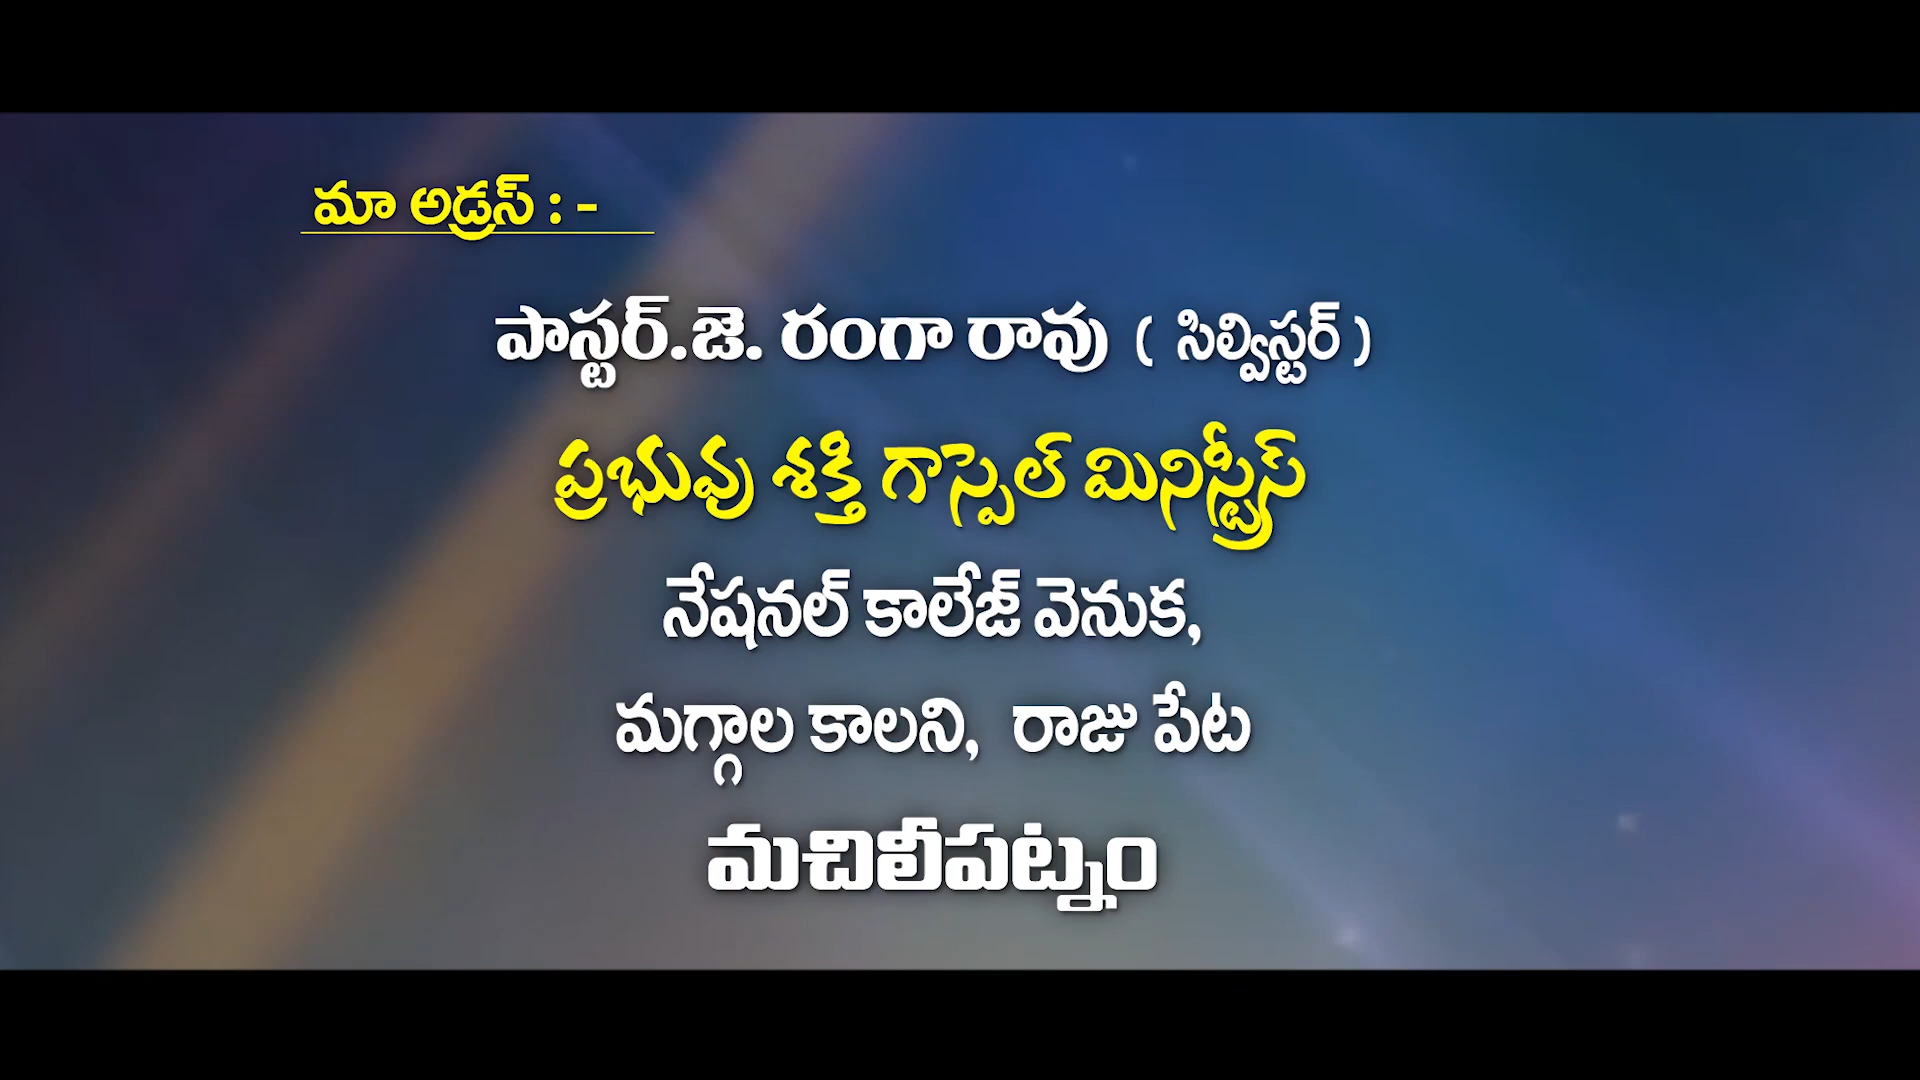 మా అడ్రస్ : -
పాస్టర్.జె. రంగా రావు ( సిల్విస్టర్ )
ప్రభువు శక్తి గాస్పెల్ మినిస్ట్రీస్
నేషనల్ కాలేజ్ వెనుక,
మగ్గాల కాలని, రాజు పేట
మచిలీపట్నం